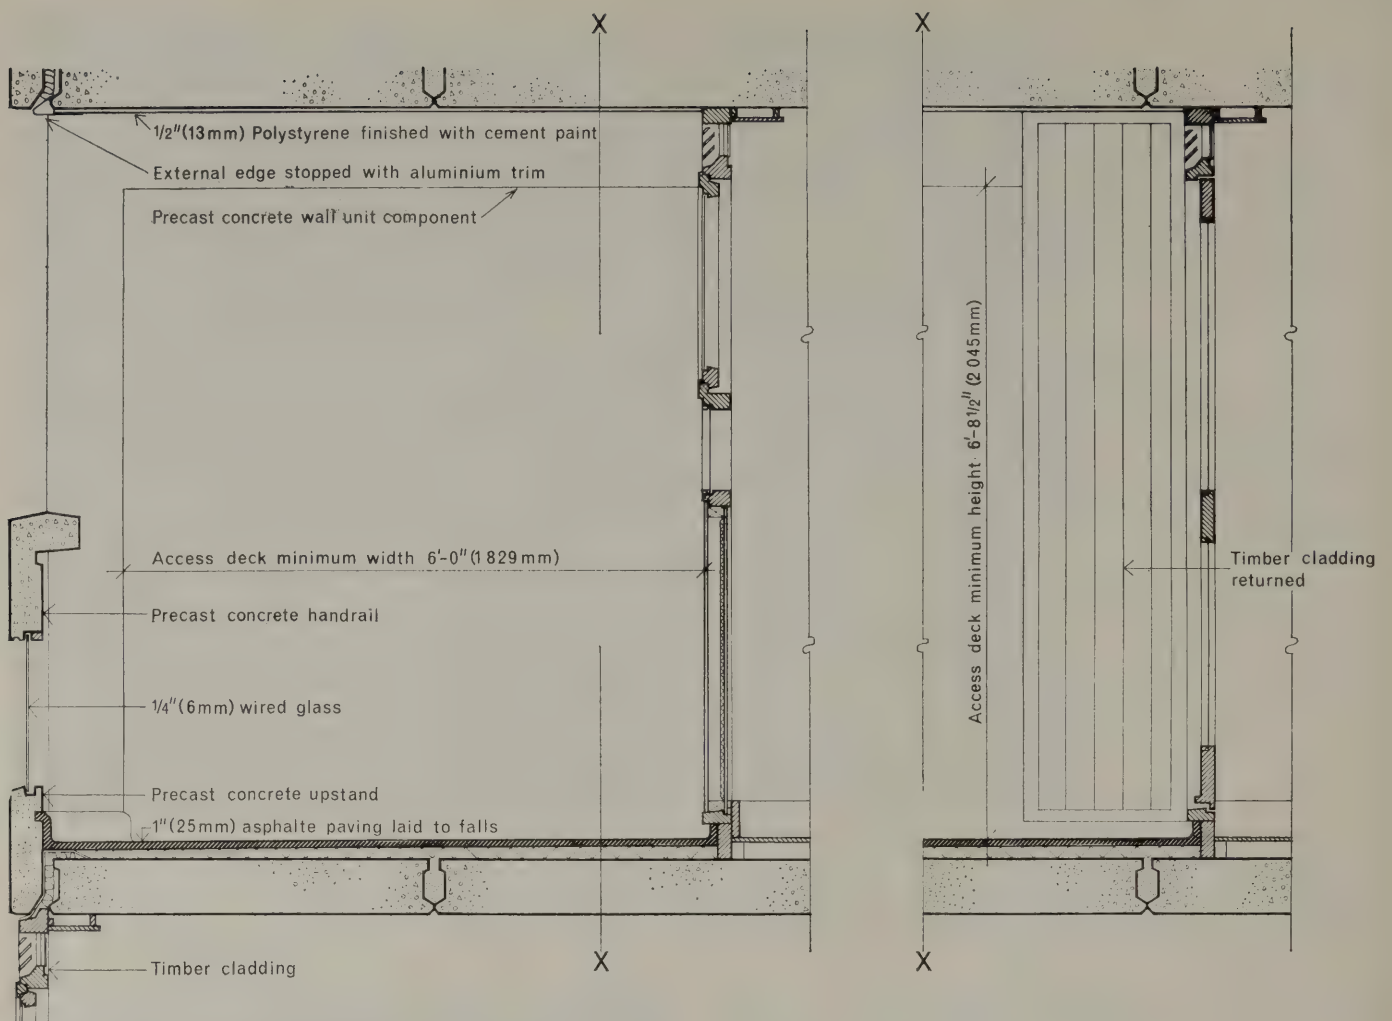 X
X
1/2"(13mm) Polystyrene finished with cement paint
External edge stopped with aluminium trim
Precast concrete wall unit component
Access deck minimum width 6'-0"(1829mm)
Precast concrete handrail
1/4"(6mm) wired glass
Precast concrete upstand
1"(25mm) asphalte paving laid to falls
Timber cladding
X
Access deck minimum height 6'-8 1/2" (2 045mm)
Timber cladding
returned
X